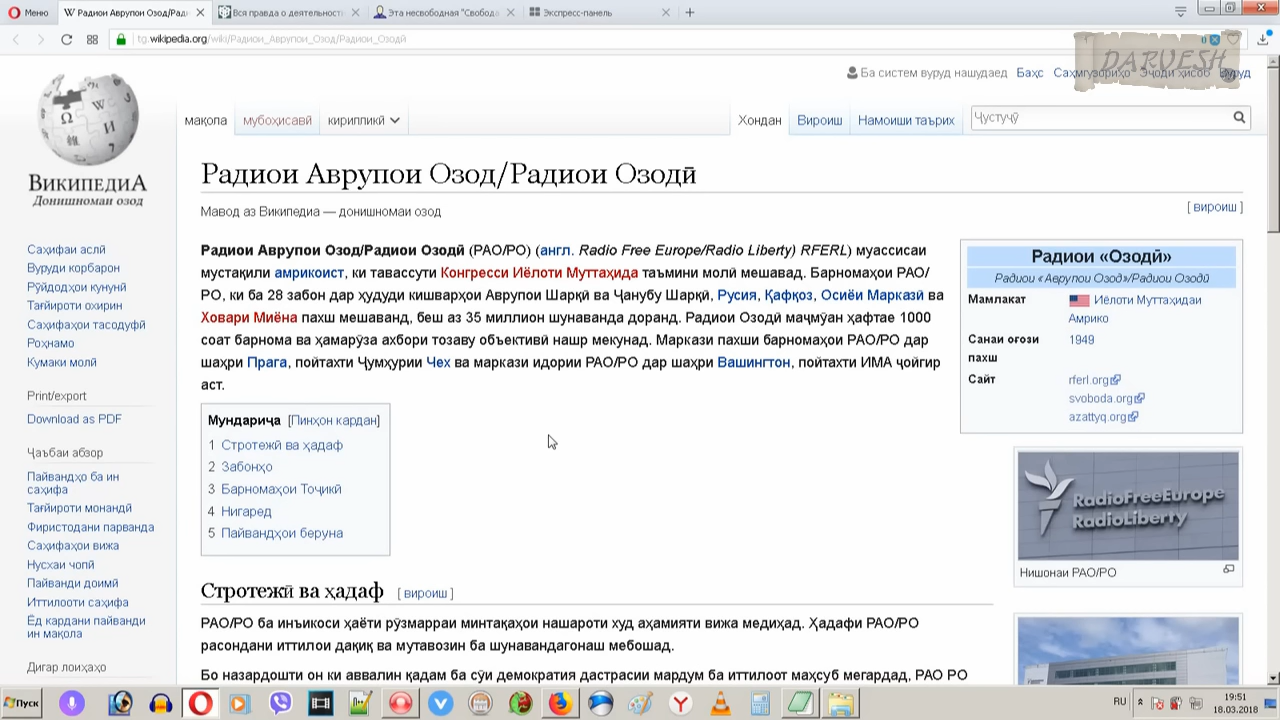 Меню
Радиои Аврупои Озод/Ради
Вся правда о деятельности
Эта несвободная "Свобод
Экспресс-панель
tg.wikipedia.org/wiki/Радиои_Аврупои_Озод/Радиои_Озодӣ
DARVESH
Ба систем вуруд нашудаед Баҳс Саҳмгузориҳо Эҷоди ҳисоб Вуруд
мақола мубоҳисавӣ кирилликӣ Хондан Вироиш Намоиши таърих Ҷустуҷӯ
ВикипедиА
Донишномаи озод
Саҳифаи аслӣ
Вуруди корбарон
Рӯйдодҳои кунунӣ
Тағйироти охирин
Саҳифаҳои тасодуфӣ
Роҳнамо
Кумаки молӣ
Print/export
Download as PDF
Ҷаъбаи абзор
Пайвандҳо ба ин
саҳифа
Тағйироти монандӣ
Фиристодани парванда
Саҳифаҳои вижа
Нусхаи чопӣ
Пайванди доимӣ
Иттилооти саҳифа
Ёд кардани пайванди
ин мақола
Дигар лоиҳаҳо
Радиои Аврупои Озод/Радиои Озодӣ
Мавод аз Википедиа — донишномаи озод
[ вироиш ]
Радиои Аврупои Озод/Радиои Озодӣ (РАО/РО) (англ. Radio Free Europe/Radio Liberty) RFERL) муассисаи
мустақили амрикоист, ки тавассути Конгресси Иёлоти Муттаҳида таъмини молӣ мешавад. Барномаҳои РАО/
РО, ки ба 28 забон дар ҳудуди кишварҳои Аврупои Шарқӣ ва Ҷанубу Шарқӣ, Русия, Қафқоз, Осиёи Марказӣ ва
Ховари Миёна пахш мешаванд, беш аз 35 миллион шунаванда доранд. Радиои Озодӣ маҷмӯан ҳафтае 1000
соат барнома ва ҳамарӯза ахбори тозаву объективӣ нашр мекунад. Маркази пахши барномаҳои РАО/РО дар
шаҳри Прага, пойтахти Ҷумҳурии Чех ва маркази идории РАО/РО дар шаҳри Вашингтон, пойтахти ИМА ҷойгир
аст.
Мундариҷа [Пинҳон кардан]
1 Стротежӣ ва ҳадаф
2 Забонҳо
3 Барномаҳои Тоҷикӣ
4 Нигаред
5 Пайвандҳои беруна
Стротежӣ ва ҳадаф [ вироиш ]
РАО/РО ба инъикоси ҳаёти рӯзмарраи минтақаҳои нашароти худ аҳамияти вижа медиҳад. Ҳадафи РАО/РО
расондани иттилои дақиқ ва мутавозин ба шунавандагонаш мебошад.
Бо назардошти он ки аввалин қадам ба сӯи демократия дастрасии мардум ба иттилоот маҳсуб мегардад, РАО РО
Радиои «Озодӣ»
Радиои «Аврупои Озод»/Радиои Озодӣ
Мамлакат Иёлоти Муттаҳидаи
Амрико
Санаи оғози 1949
пахш
Сайт rferl.org
svoboda.org
azattyq.org
RadioFreeEurope
RadioLiberty
Нишонаи РАО/РО
Пуск
RU
19:51
18.03.2018